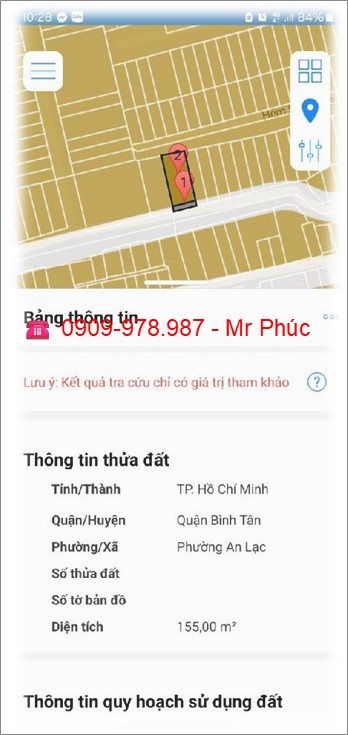 10:28
84%
Hẻm
2
1
Bảng thông tin
☎ 0909-978.987 - Mr Phúc
Lưu ý: Kết quả tra cứu chỉ có giá trị tham khảo ?
Thông tin thửa đất
Tỉnh/Thành TP. Hồ Chí Minh
Quận/Huyện Quận Bình Tân
Phường/Xã Phường An Lạc
Số thửa đất
Số tờ bản đồ
Diện tích 155,00 m²
Thông tin quy hoạch sử dụng đất